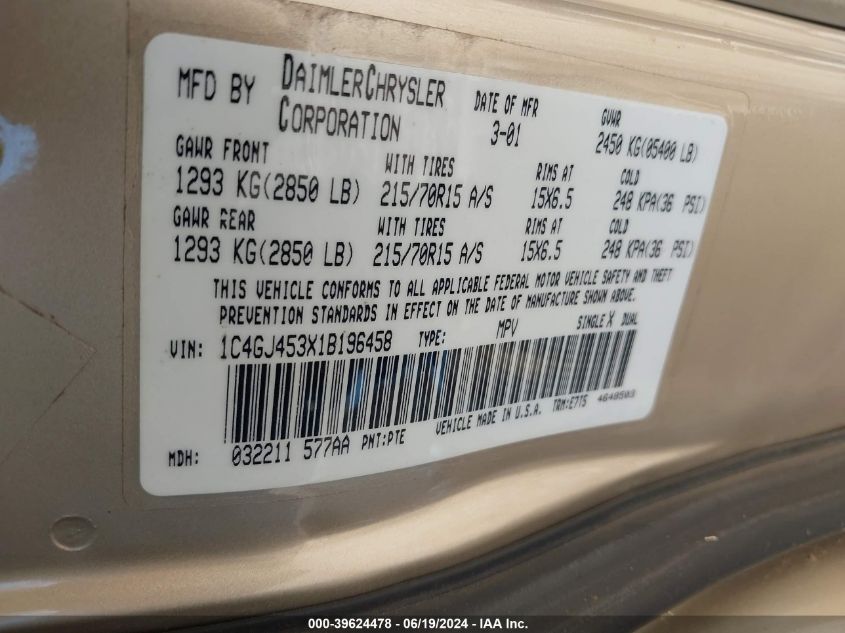 MFD BY DAIMLERCHRYSLER CORPORATION
DATE OF MFR 3-01
GVWR 2450 KG(05400 LB)
GAWR FRONT WITH TIRES RIMS AT COLD
1293 KG(2850 LB) 215/70R15 A/S 15X6.5 248 KPA(36 PSI)
GAWR REAR WITH TIRES RIMS AT COLD
1293 KG(2850 LB) 215/70R15 A/S 15X6.5 248 KPA(36 PSI)
THIS VEHICLE CONFORMS TO ALL APPLICABLE FEDERAL MOTOR VEHICLE SAFETY AND THEFT
PREVENTION STANDARDS IN EFFECT ON THE DATE OF MANUFACTURE SHOWN ABOVE.
VIN: 1C4GJ453X1B196458 TYPE: MPV SINGLE X DUAL
MDH: 032211 577AA PNT:PTE VEHICLE MADE IN U.S.A. TRM:E7T5 4648503
000-39624478 - 06/19/2024 - IAA Inc.